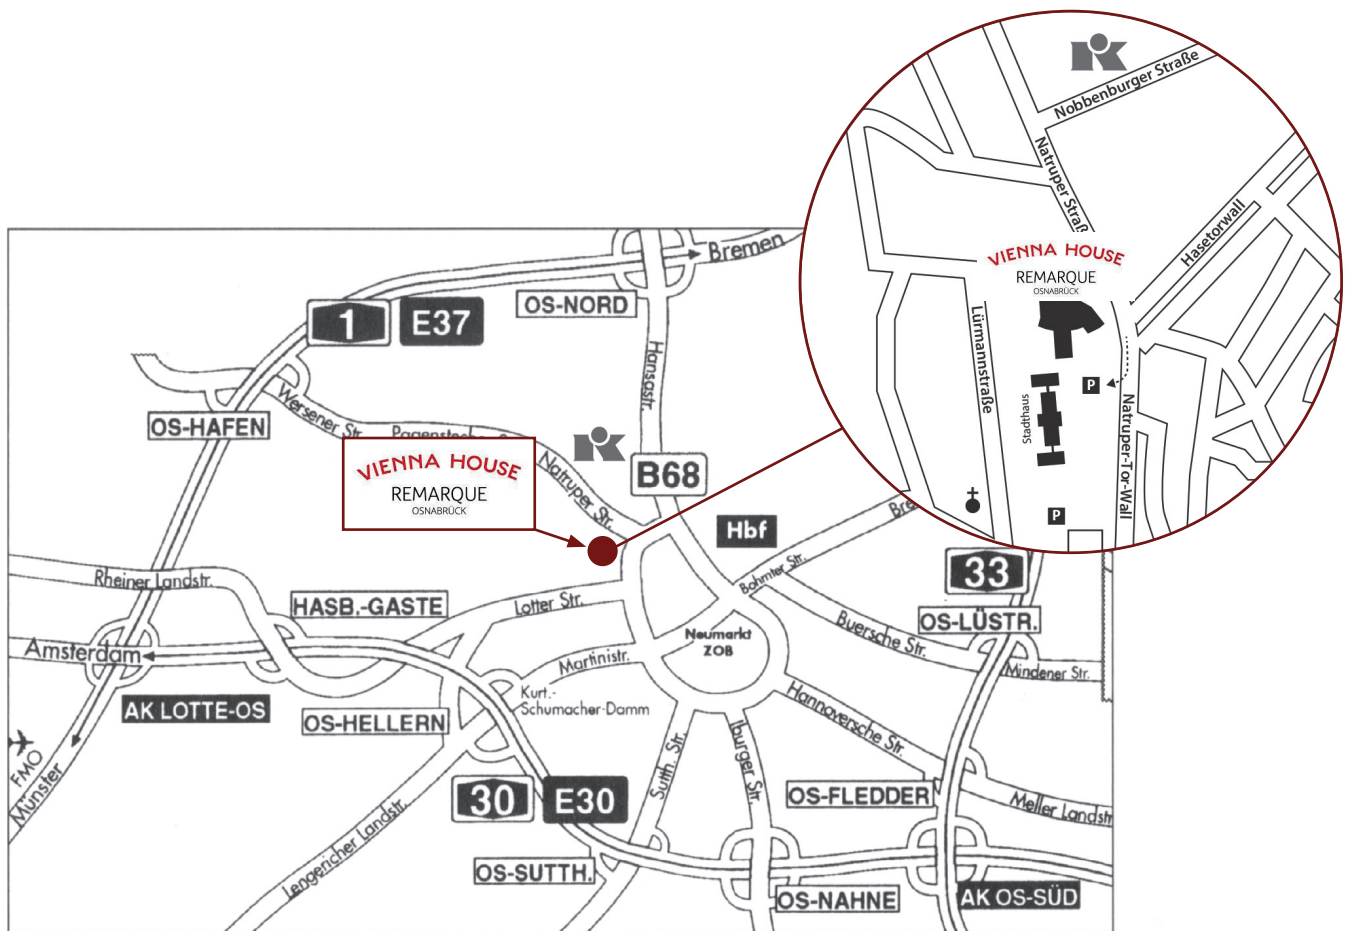 Nobbenburger Straße
Natruper Straß
Hasetorwall
VIENNA HOUSE
REMARQUE
OSNABRÜCK
Lürmannstraße
Stadthaus
P
Natruper-Tor-Wall
P
Bremen
OS-NORD
1
E37
Hansastr.
Wersener Str.
OS-HAFEN
Natruper Str.
VIENNA HOUSE
REMARQUE
OSNABRÜCK
B68
Hbf
Bre
33
OS-LÜSTR.
Rheiner Landstr.
HASB.-GASTE
Lotter Str.
Bohmter Str.
Buersche Str.
Mindener Str.
Neumarkt
ZOB
Amsterdam
Martinistr.
Kurt.-
Schumacher-Damm
AK LOTTE-OS
OS-HELLERN
Hannoversche Str.
FMO
Münster
Sutth. Str.
Iburger Str.
30
E30
OS-FLEDDER
Meller Landstr
Lengericher Landstr.
OS-SUTTH.
OS-NAHNE
AK OS-SÜD